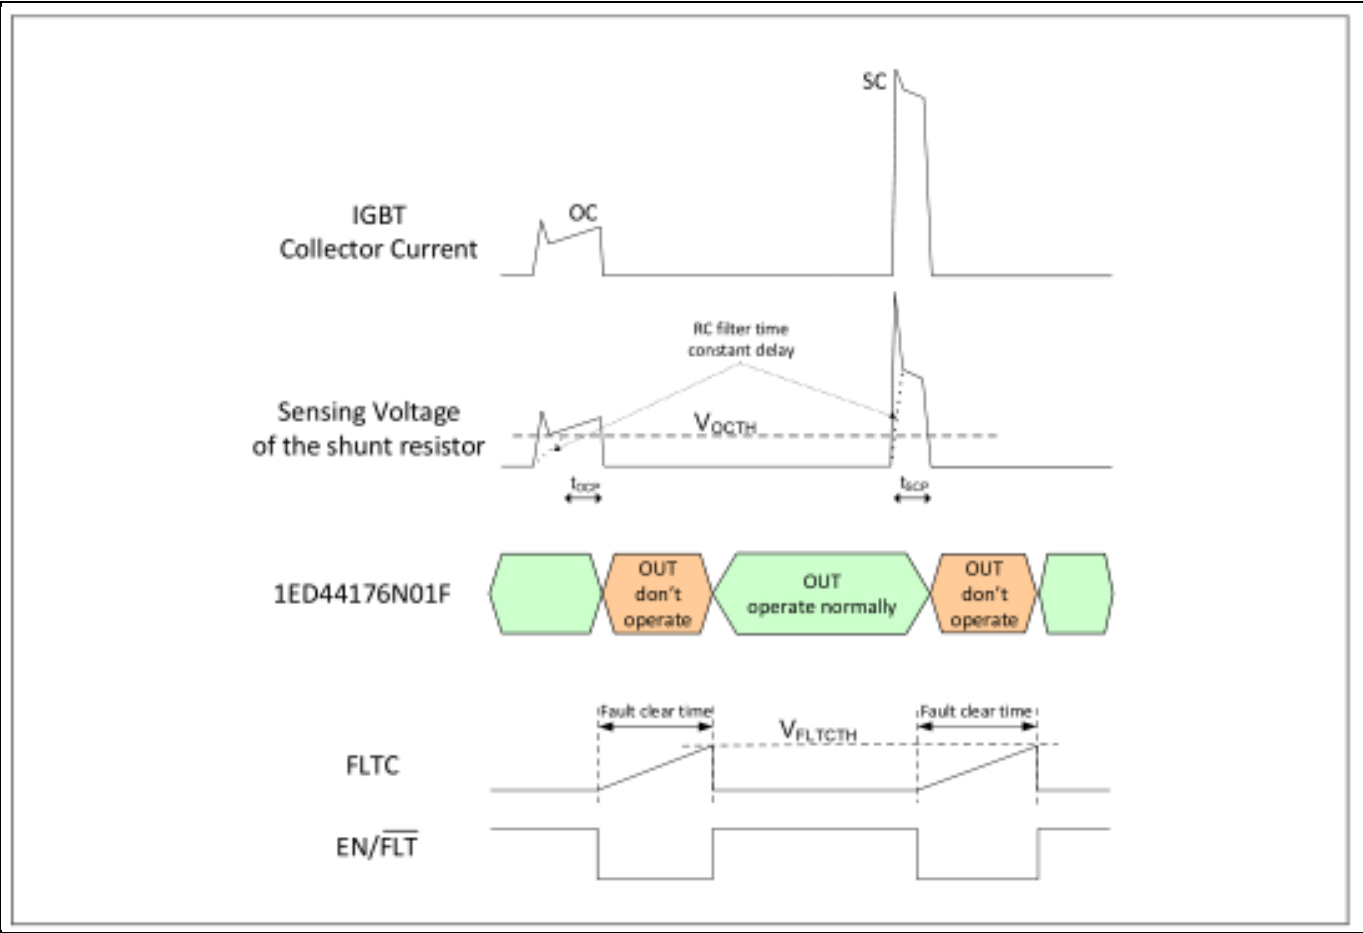 SC
IGBT
Collector Current
OC
RC filter time
constant delay
Sensing Voltage
of the shunt resistor
VOCTH
tOCP
tSCP
1ED44176N01F
OUT
don't
operate
OUT
operate normally
OUT
don't
operate
Fault clear time
Fault clear time
VFLTCTH
FLTC
EN/FLT